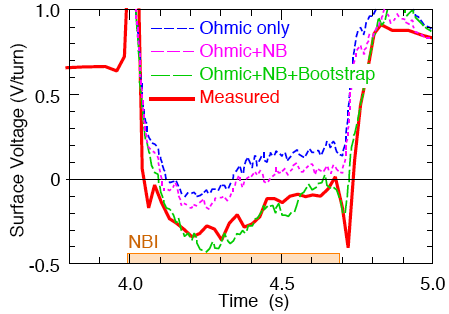 1.0
0.5
0
-0.5
Surface Voltage (V/turn)
Ohmic only
Ohmic+NB
Ohmic+NB+Bootstrap
Measured
NBI
4.0
4.5
5.0
Time (s)